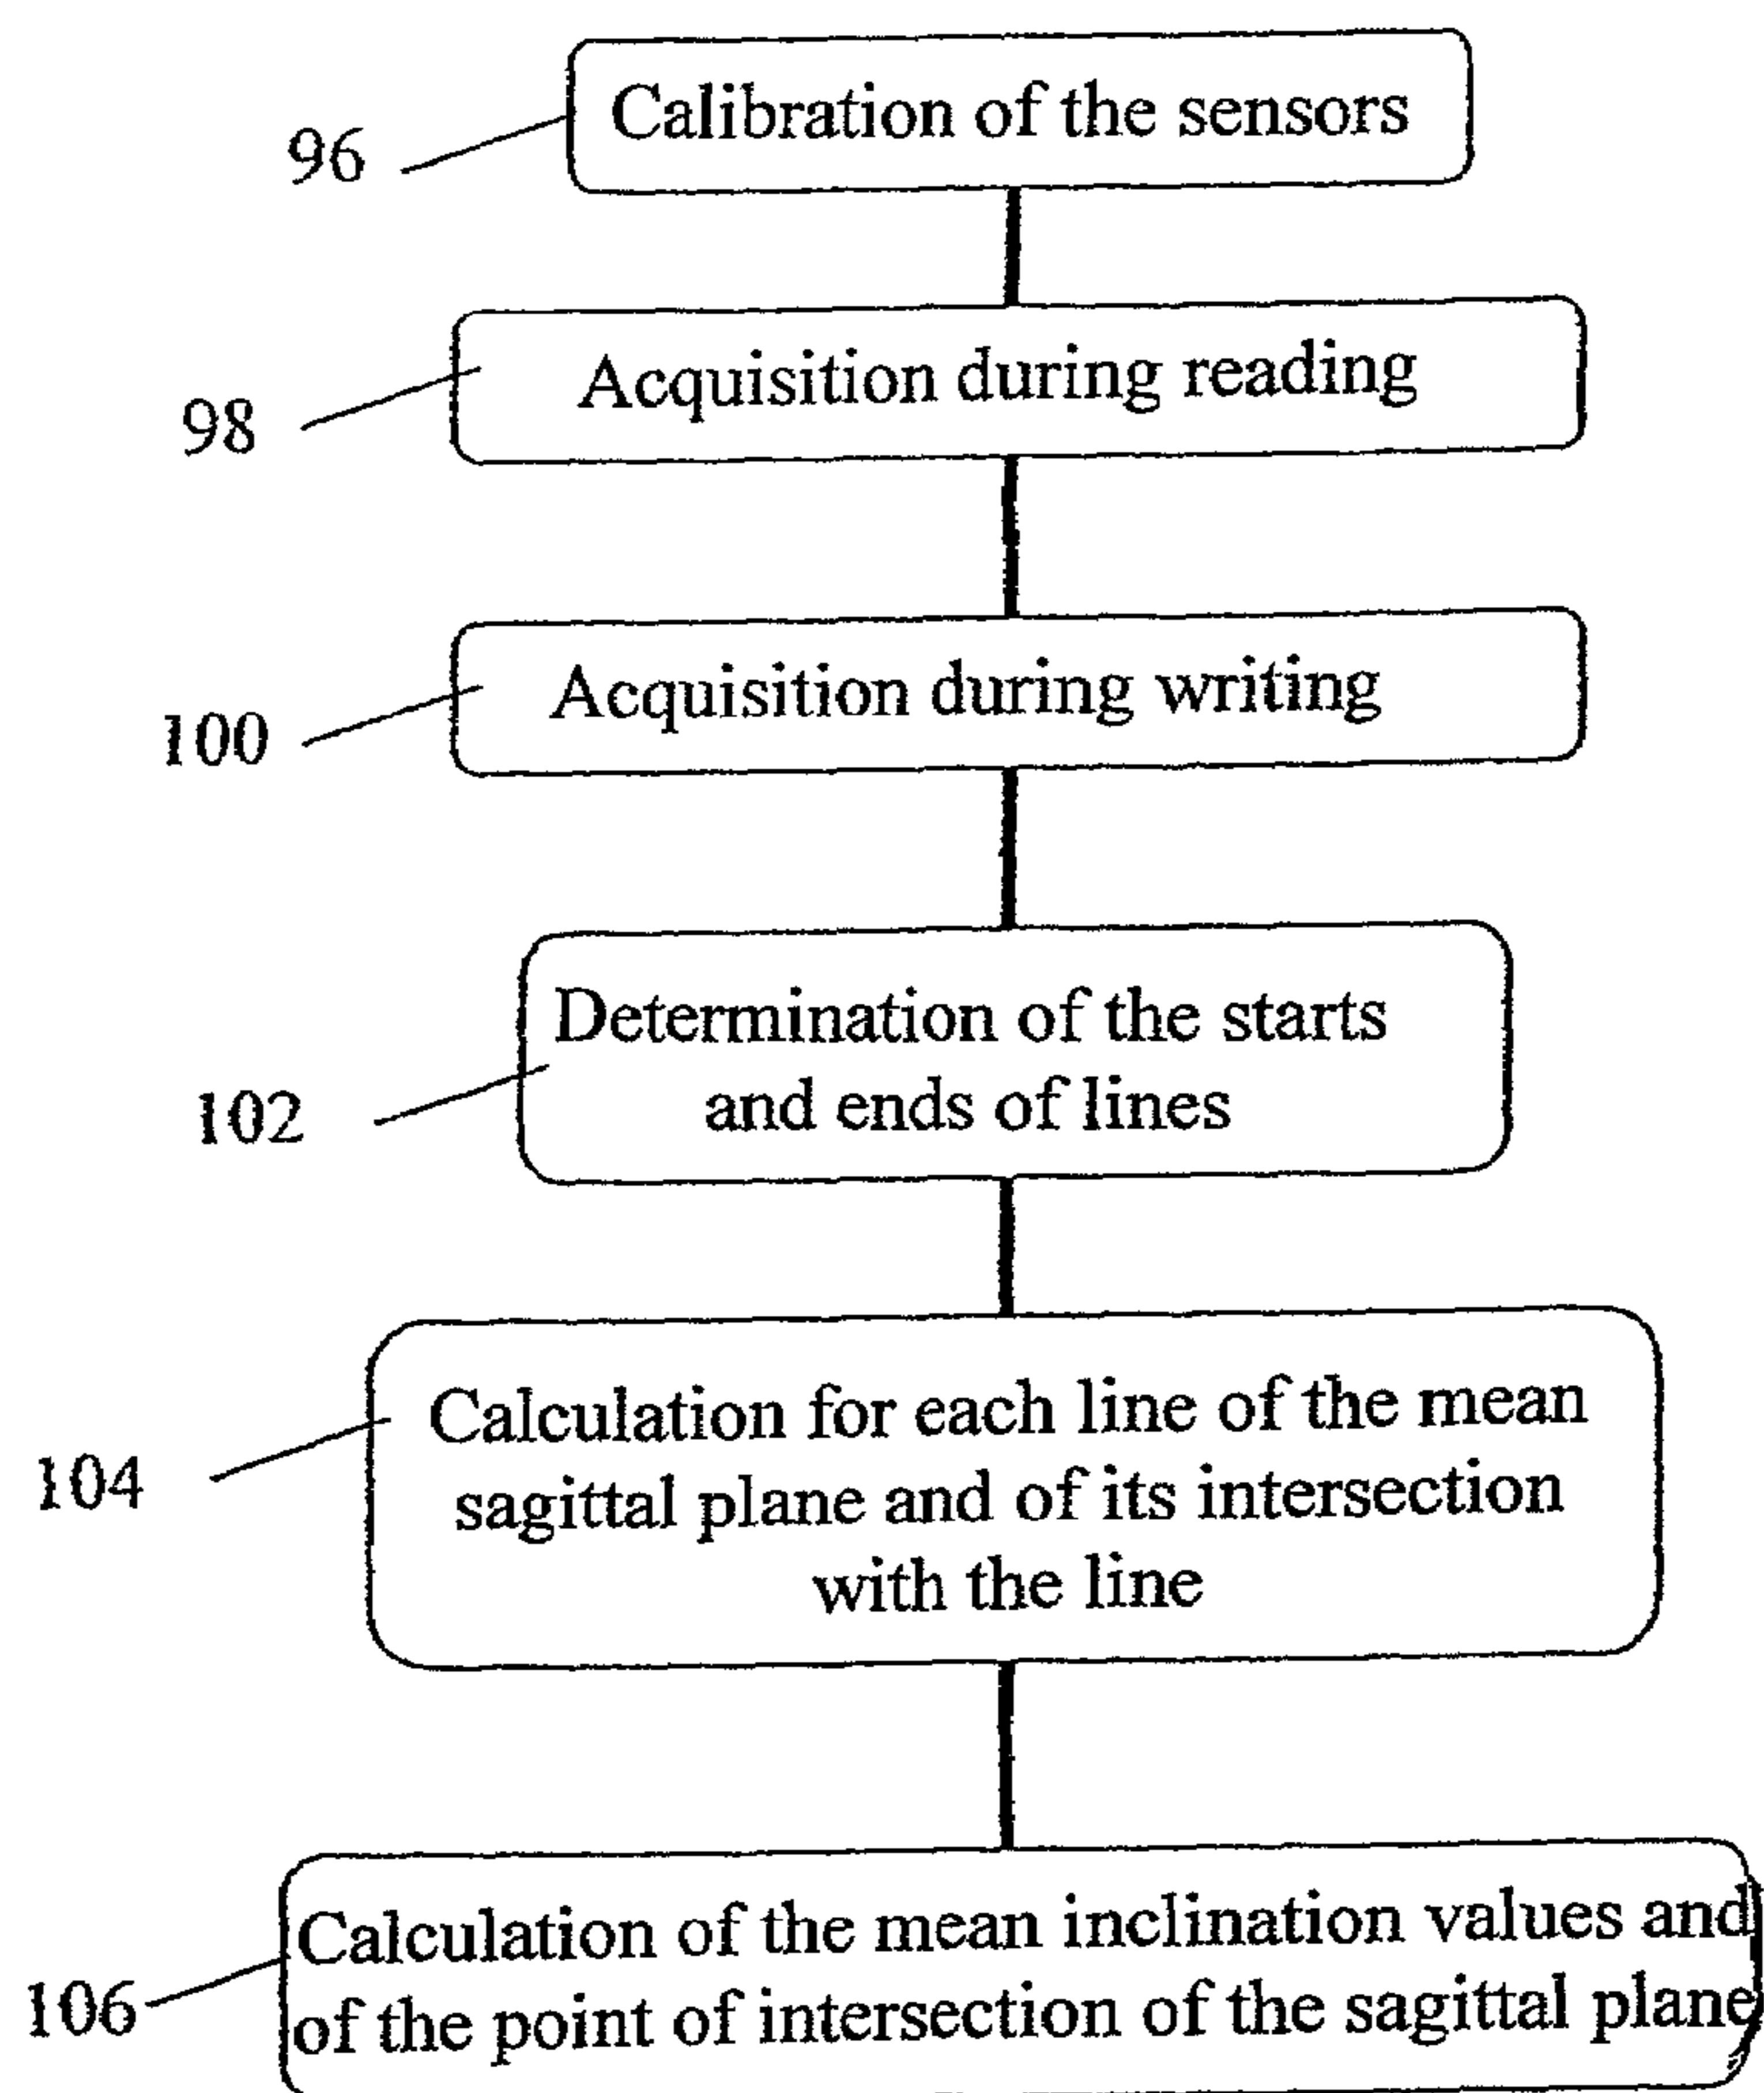 96
Calibration of the sensors
98
Acquisition during reading
100
Acquisition during writing
102
Determination of the starts
and ends of lines
104
Calculation for each line of the mean
sagittal plane and of its intersection
with the line
106
Calculation of the mean inclination values and
of the point of intersection of the sagittal plane